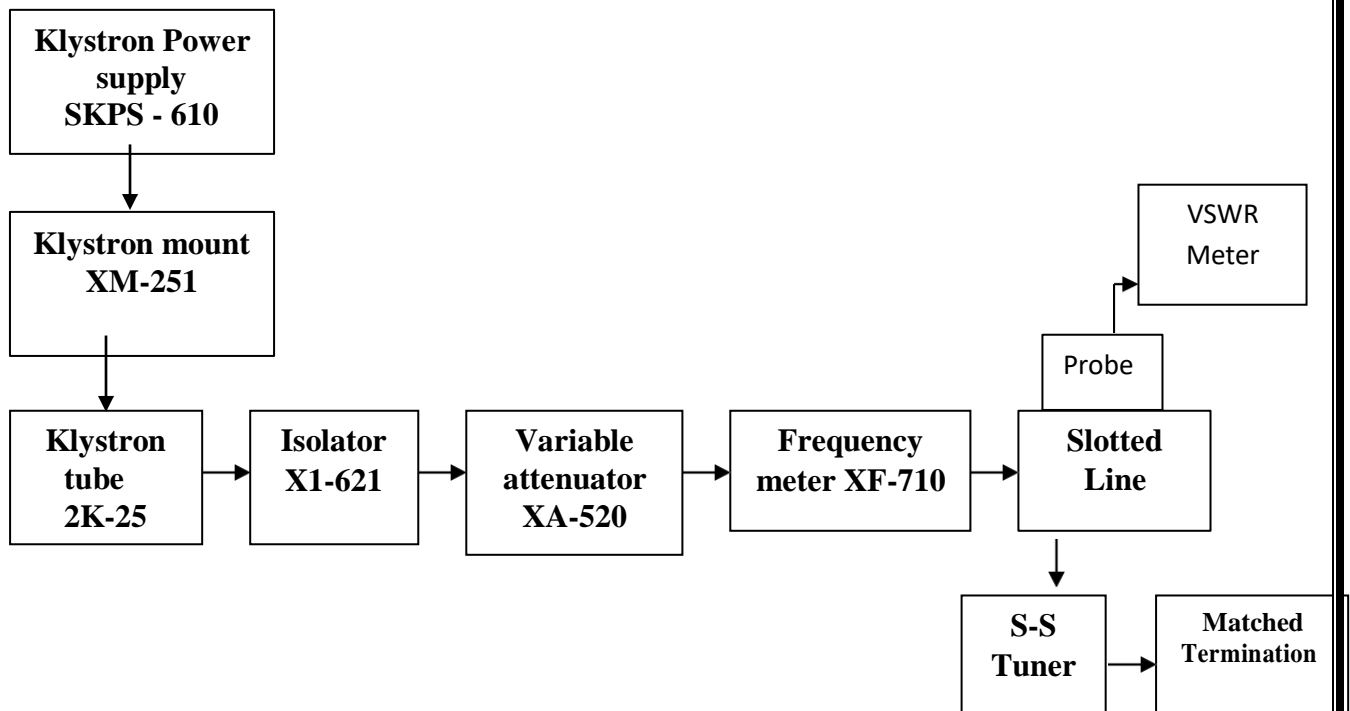 Klystron Power
supply
SKPS - 610
Klystron mount
XM-251
VSWR
Meter
Probe
Klystron
tube
2K-25
Isolator
X1-621
Variable
attenuator
XA-520
Frequency
meter XF-710
Slotted
Line
S-S
Tuner
Matched
Termination